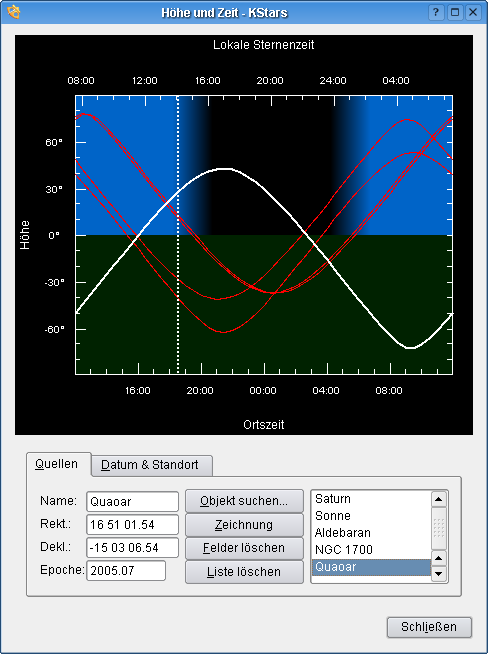 Höhe und Zeit - KStars
Lokale Sternenzeit
08:00 12:00 16:00 20:00 00:00 04:00
60°
30°
0°
-30°
-60°
Höhe
16:00 20:00 00:00 04:00 08:00
Ortszeit
Quellen Datum & Standort
Name: Quaoar Objekt suchen...
Rekt.: 16 51 01.54 Zeichnung
Dekl.: -15 03 06.54 Felder löschen
Epoche: 2005.07 Liste löschen
Saturn
Sonne
Aldebaran
NGC 1700
Quaoar
Schließen